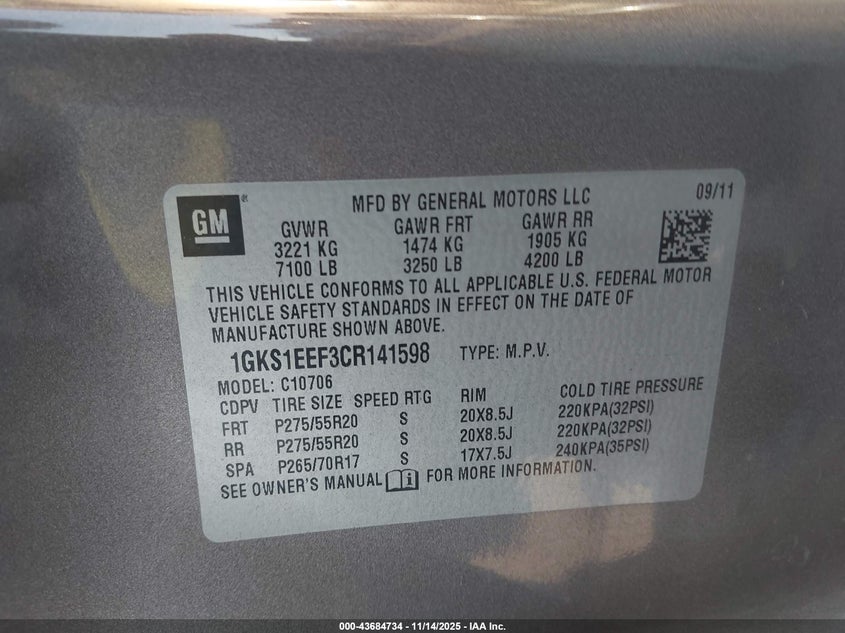 GM®
MFD BY GENERAL MOTORS LLC 09/11
GVWR GAWR FRT GAWR RR
3221 KG 1474 KG 1905 KG
7100 LB 3250 LB 4200 LB
THIS VEHICLE CONFORMS TO ALL APPLICABLE U.S. FEDERAL MOTOR
VEHICLE SAFETY STANDARDS IN EFFECT ON THE DATE OF
MANUFACTURE SHOWN ABOVE.
1GKS1EEF3CR141598 TYPE: M.P.V.
MODEL: C10706
CDPV TIRE SIZE SPEED RTG RIM COLD TIRE PRESSURE
FRT P275/55R20 S 20X8.5J 220KPA(32PSI)
RR P275/55R20 S 20X8.5J 220KPA(32PSI)
SPA P265/70R17 S 17X7.5J 240KPA(35PSI)
SEE OWNER'S MANUAL i FOR MORE INFORMATION.
000-43684734 — 11/14/2025 — IAA Inc.